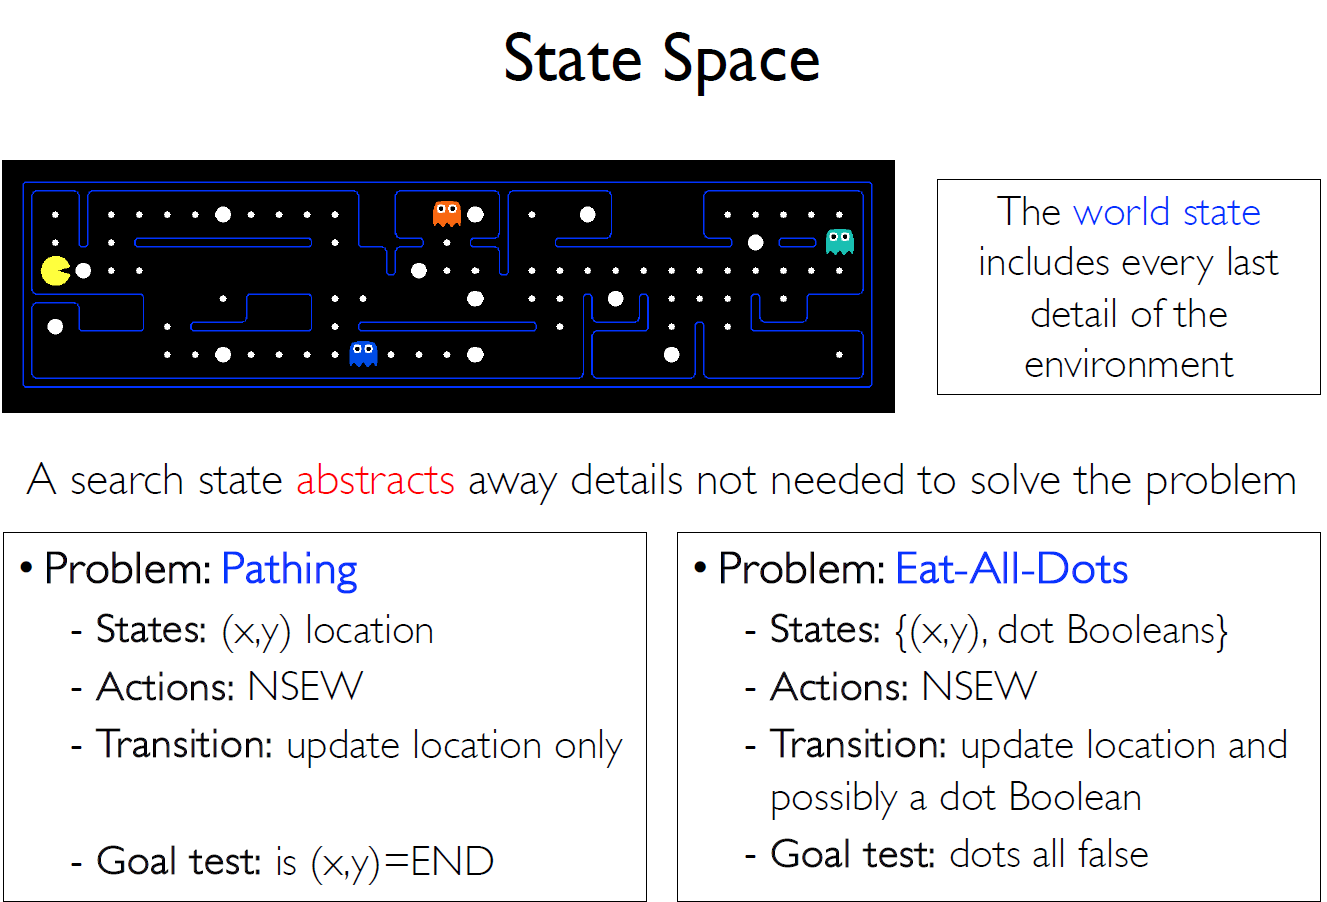 State Space
The world state
includes every last
detail of the
environment
A search state abstracts away details not needed to solve the problem
• Problem: Pathing
- States: (x,y) location
- Actions: NSEW
- Transition: update location only
- Goal test: is (x,y)=END
• Problem: Eat-All-Dots
- States: {(x,y), dot Booleans}
- Actions: NSEW
- Transition: update location and
possibly a dot Boolean
- Goal test: dots all false